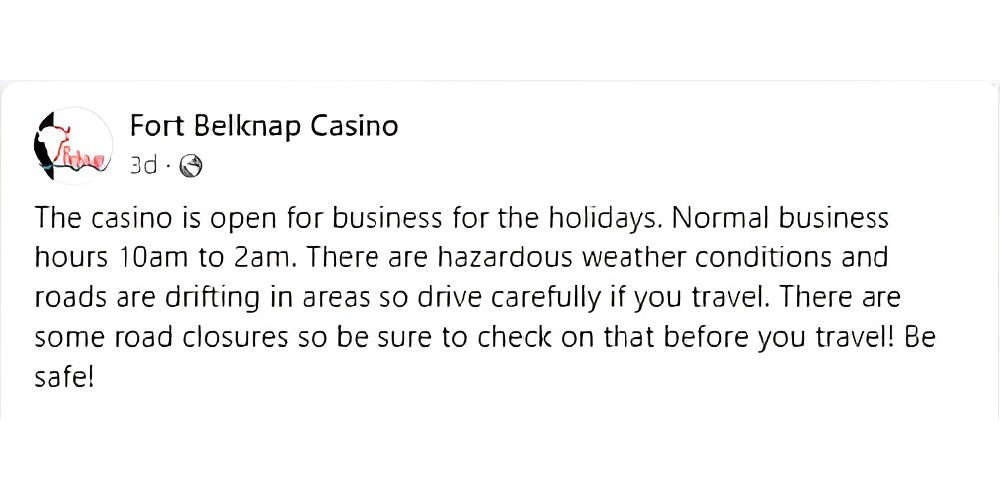 Fort Belknap Casino
3d ·
The casino is open for business for the holidays. Normal business
hours 10am to 2am. There are hazardous weather conditions and
roads are drifting in areas so drive carefully if you travel. There are
some road closures so be sure to check on that before you travel! Be
safe!